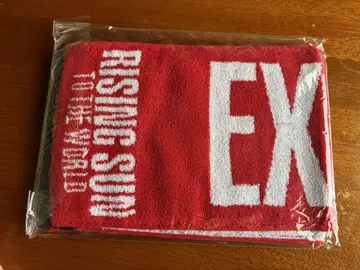 EX
RISING SUN
TO THE WORLD